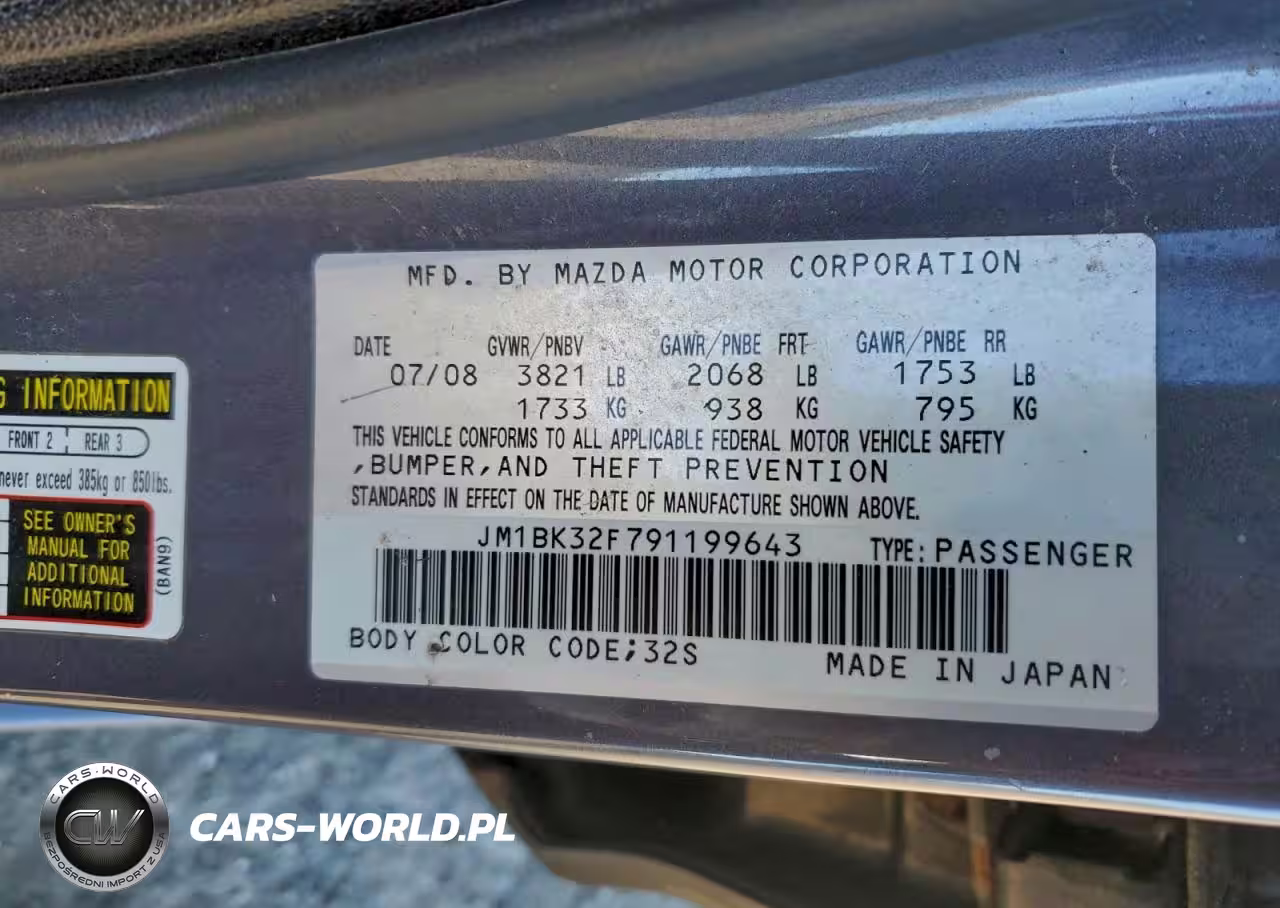 MFD. BY MAZDA MOTOR CORPORATION
DATE GVWR/PNBV GAWR/PNBE FRT GAWR/PNBE RR
07/08 3821 LB 2068 LB 1753 LB
1733 KG 938 KG 795 KG
THIS VEHICLE CONFORMS TO ALL APPLICABLE FEDERAL MOTOR VEHICLE SAFETY
,BUMPER,AND THEFT PREVENTION
STANDARDS IN EFFECT ON THE DATE OF MANUFACTURE SHOWN ABOVE.
JM1BK32F791199643 TYPE:PASSENGER
BODY COLOR CODE;32S
MADE IN JAPAN
G INFORMATION
FRONT 2 REAR 3
never exceed 385kg or 850lbs.
SEE OWNER'S
MANUAL FOR
ADDITIONAL
INFORMATION
(BAN9)
CARS-WORLD
CW
BEZPOŚREDNI IMPORT Z USA
CARS-WORLD.PL